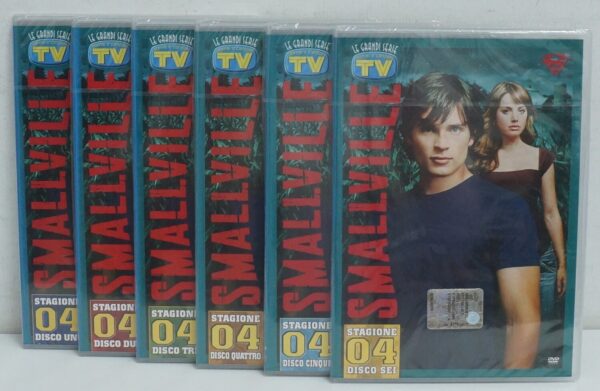 LE GRANDI SERIE
TV
SMALLVILLE
STAGIONE
04
DISCO UN
LE GRANDI SERIE
TV
SMALLVILLE
STAGIONE
04
DISCO DU
LE GRANDI SERIE
TV
SMALLVILLE
STAGIONE
04
DISCO TRE
LE GRANDI SERIE
TV
SMALLVILLE
STAGIONE
04
DISCO QUATTRO
LE GRANDI SERIE
TV
SMALLVILLE
STAGIONE
04
DISCO CINQUE
LE GRANDI SERIE
TV
SMALLVILLE
STAGIONE
04
DISCO SEI
DVD